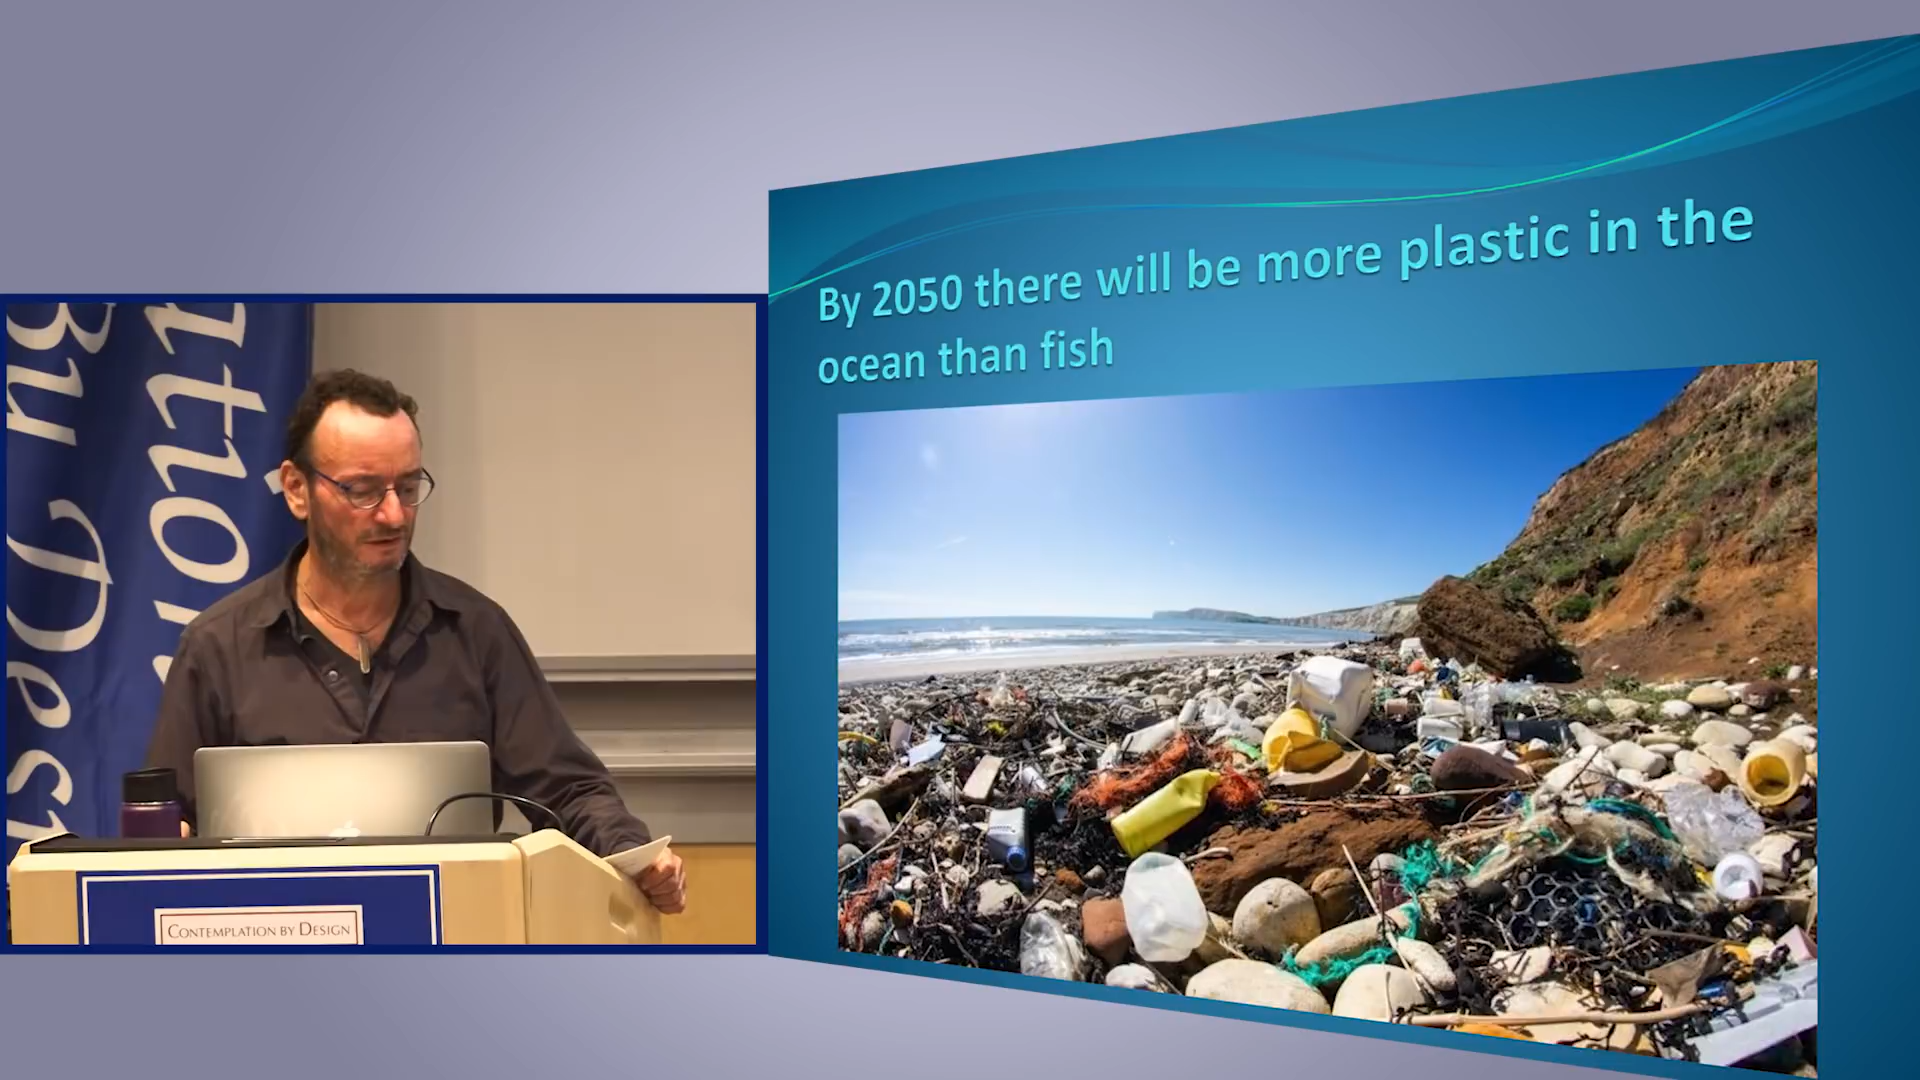 By 2050 there will be more plastic in the
ocean than fish
CONTEMPLATION BY DESIGN